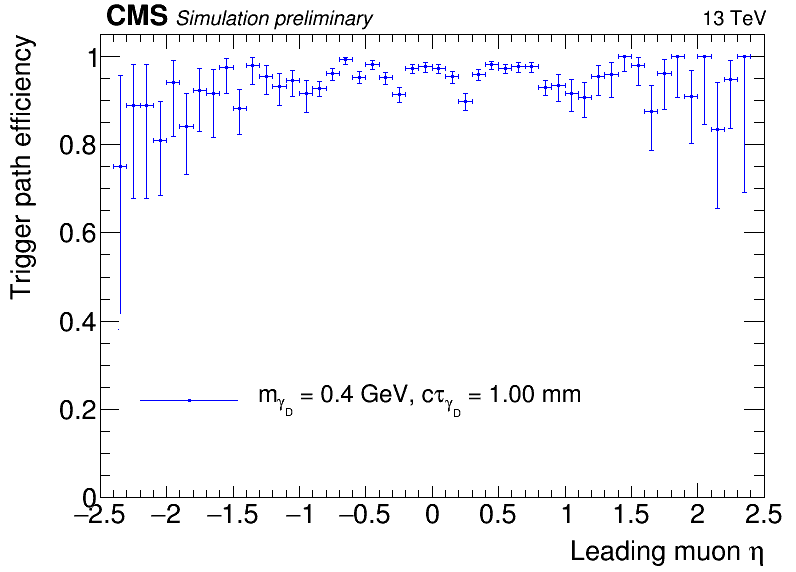 CMS Simulation preliminary 13 TeV
Trigger path efficiency
1
0.8
0.6
0.4
0.2
0
m_γ_D = 0.4 GeV, cτ_γ_D = 1.00 mm
−2.5 −2 −1.5 −1 −0.5 0 0.5 1 1.5 2 2.5
Leading muon η